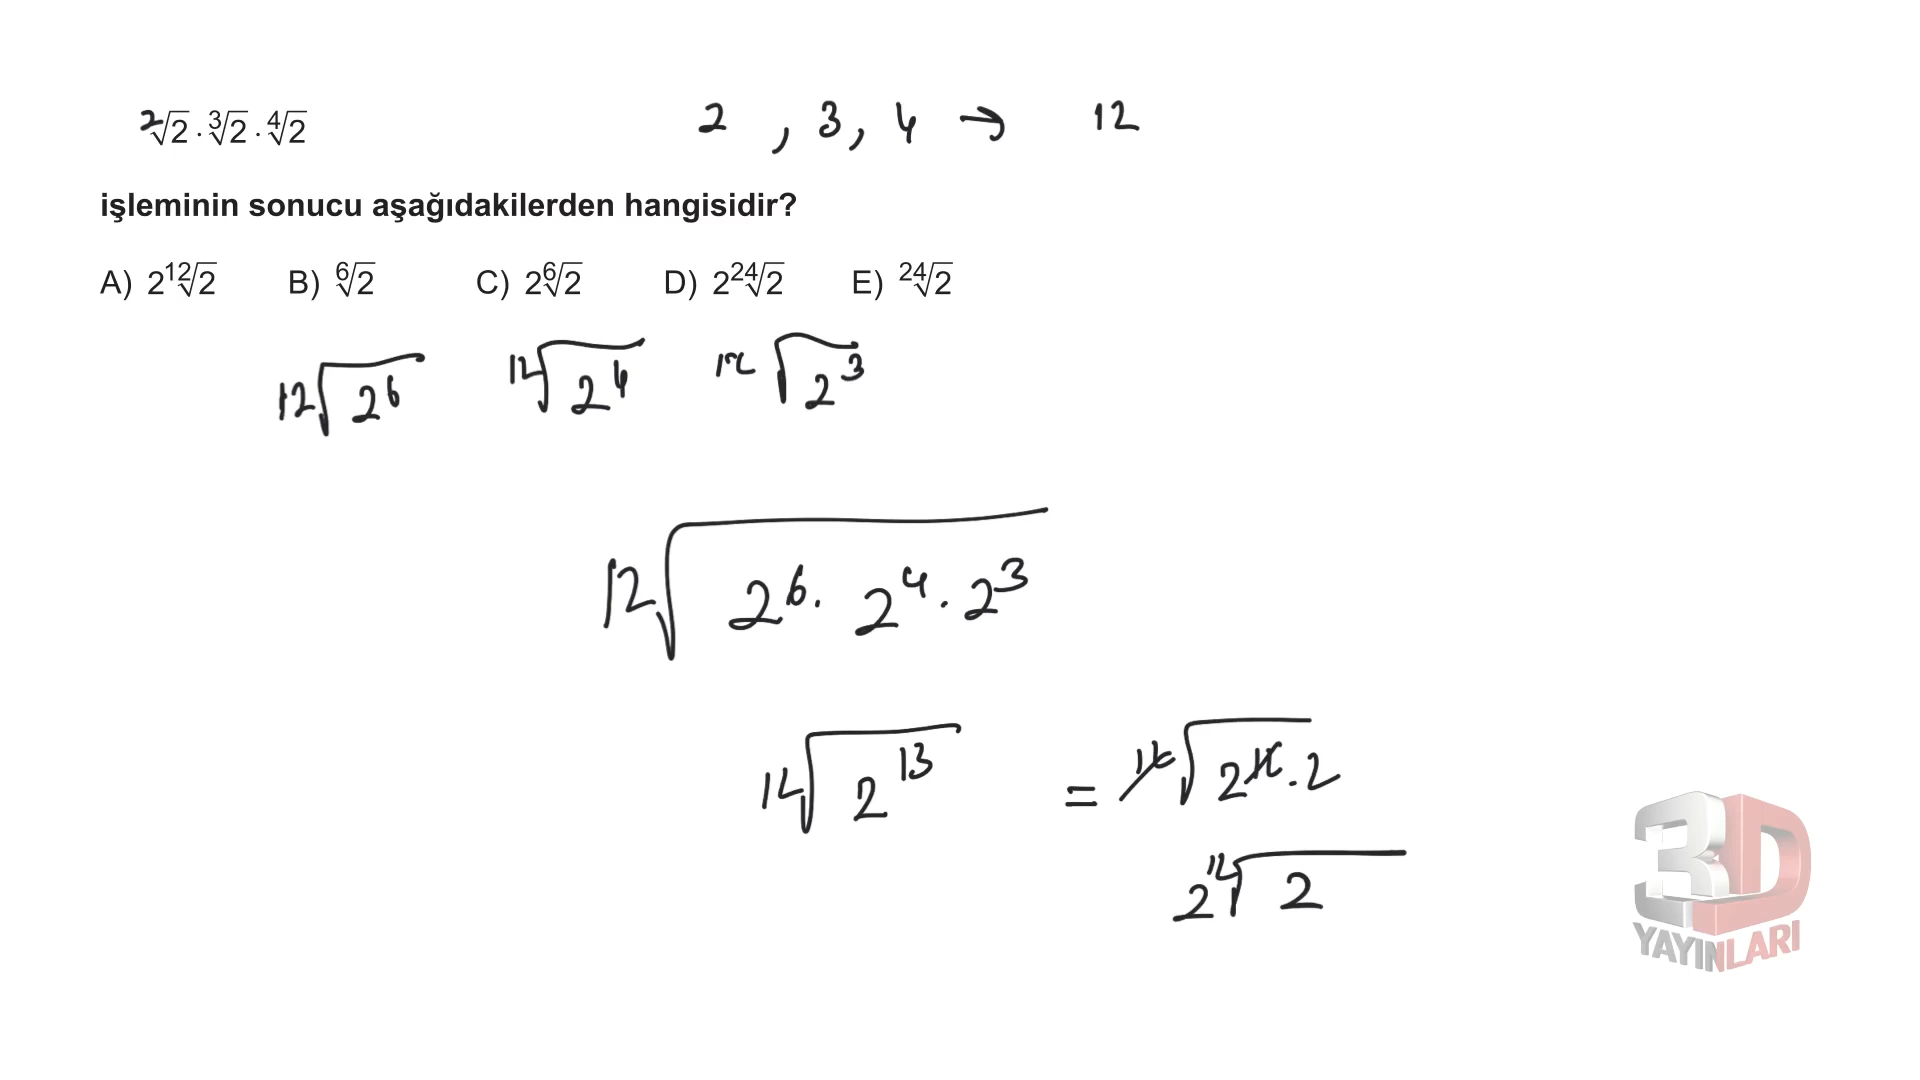 ²√2 · ³√2 · ⁴√2
2 , 3, 4 → 12
işleminin sonucu aşağıdakilerden hangisidir?
A) 2¹²√2 B) ⁶√2 C) 2⁶√2 D) 2²⁴√2 E) ²⁴√2
¹²√2⁶ ¹²√2⁴ ¹²√2³
¹²√2⁶ · 2⁴ · 2³
¹²√2¹³ = ¹²√2¹² · 2
2¹²√2
3D
YAYINLARI